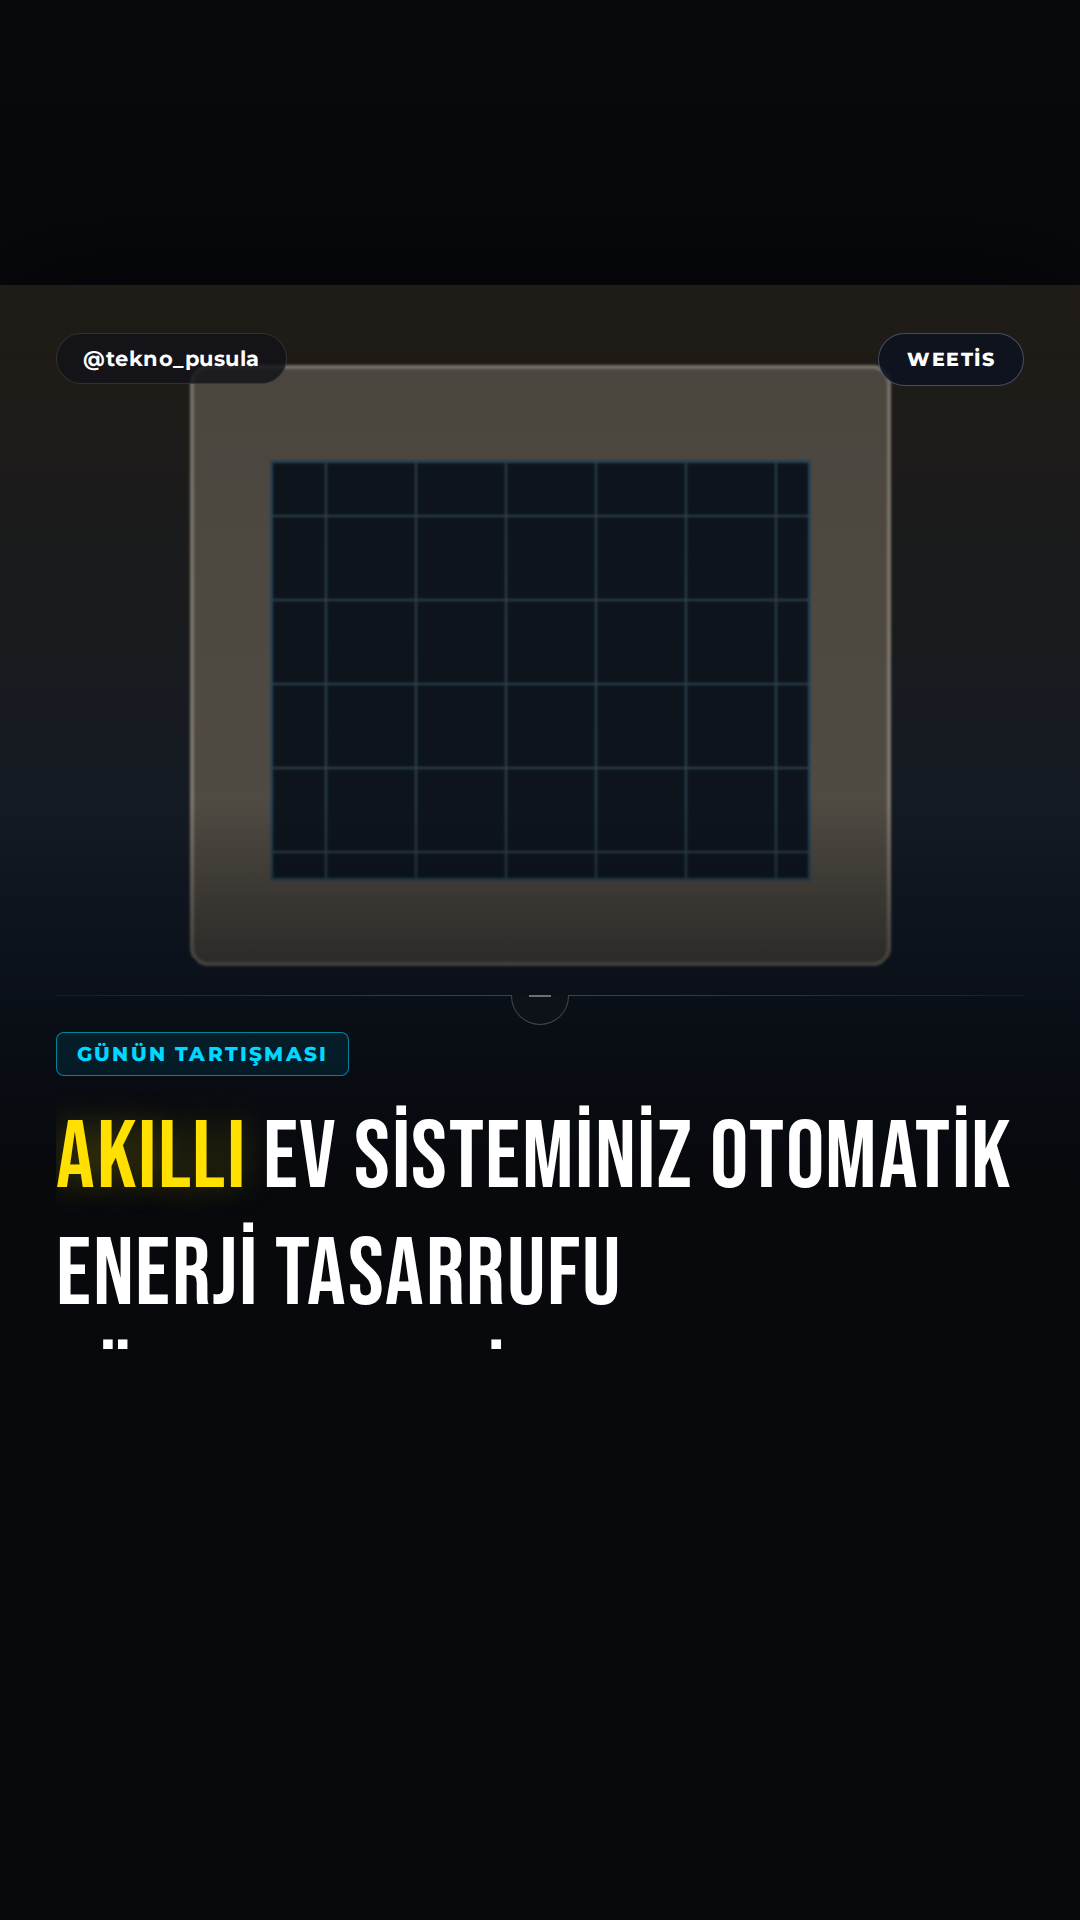 @tekno_pusula
WEETİS
GÜNÜN TARTIŞMASI
AKILLI EV SİSTEMİNİZ OTOMATİK
ENERJİ TASARRUFU